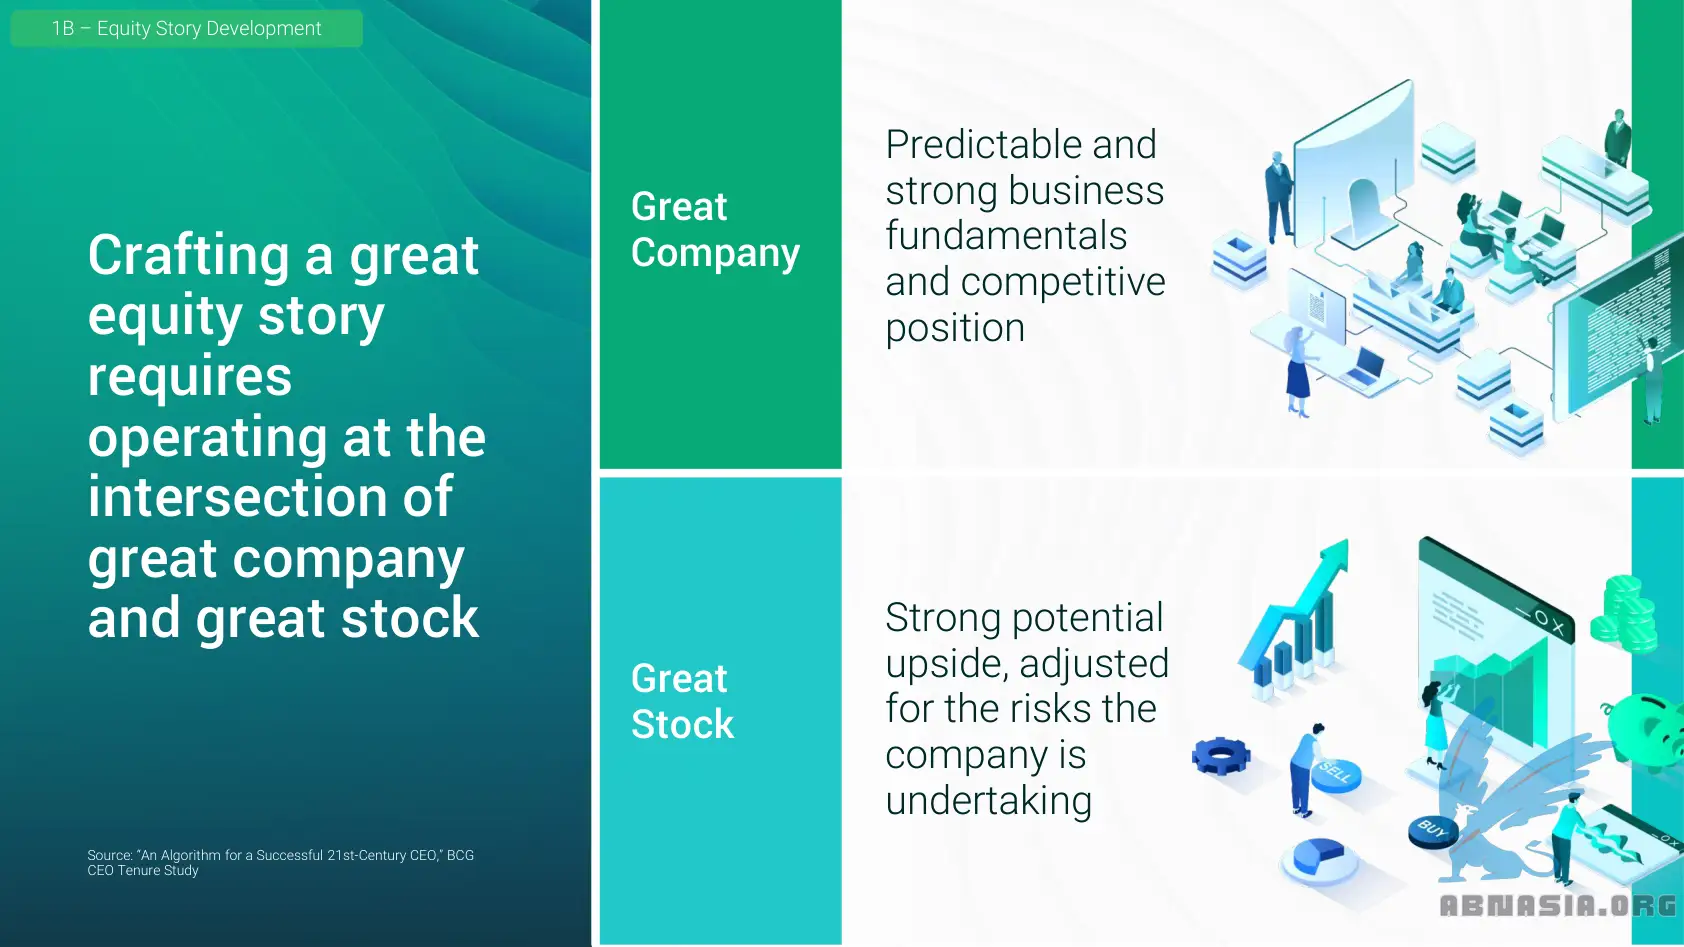 1B – Equity Story Development
Crafting a great
equity story
requires
operating at the
intersection of
great company
and great stock
Source: “An Algorithm for a Successful 21st-Century CEO,” BCG
CEO Tenure Study
Great
Company
Predictable and
strong business
fundamentals
and competitive
position
Great
Stock
Strong potential
upside, adjusted
for the risks the
company is
undertaking
SELL
BUY
ABNASIA.ORG